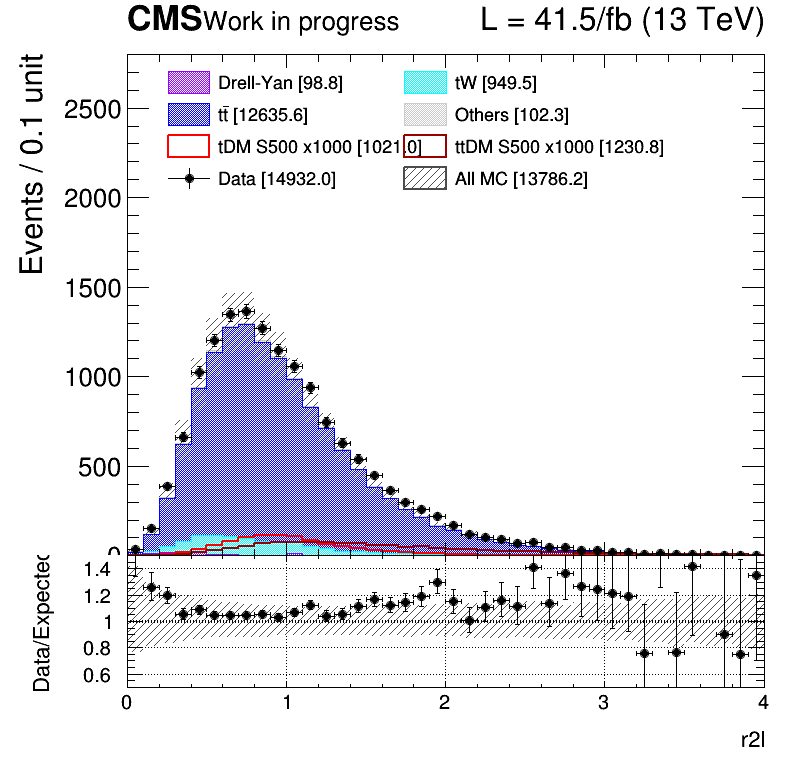 CMS Work in progress L = 41.5/fb (13 TeV)
Events / 0.1 unit
Drell-Yan [98.8] tW [949.5]
tt̄ [12635.6] Others [102.3]
tDM S500 x1000 [1021.0] ttDM S500 x1000 [1230.8]
Data [14932.0] All MC [13786.2]
2500
2000
1500
1000
500
0
Data/Expected
1.4
1.2
1
0.8
0.6
0 1 2 3 4
r2l